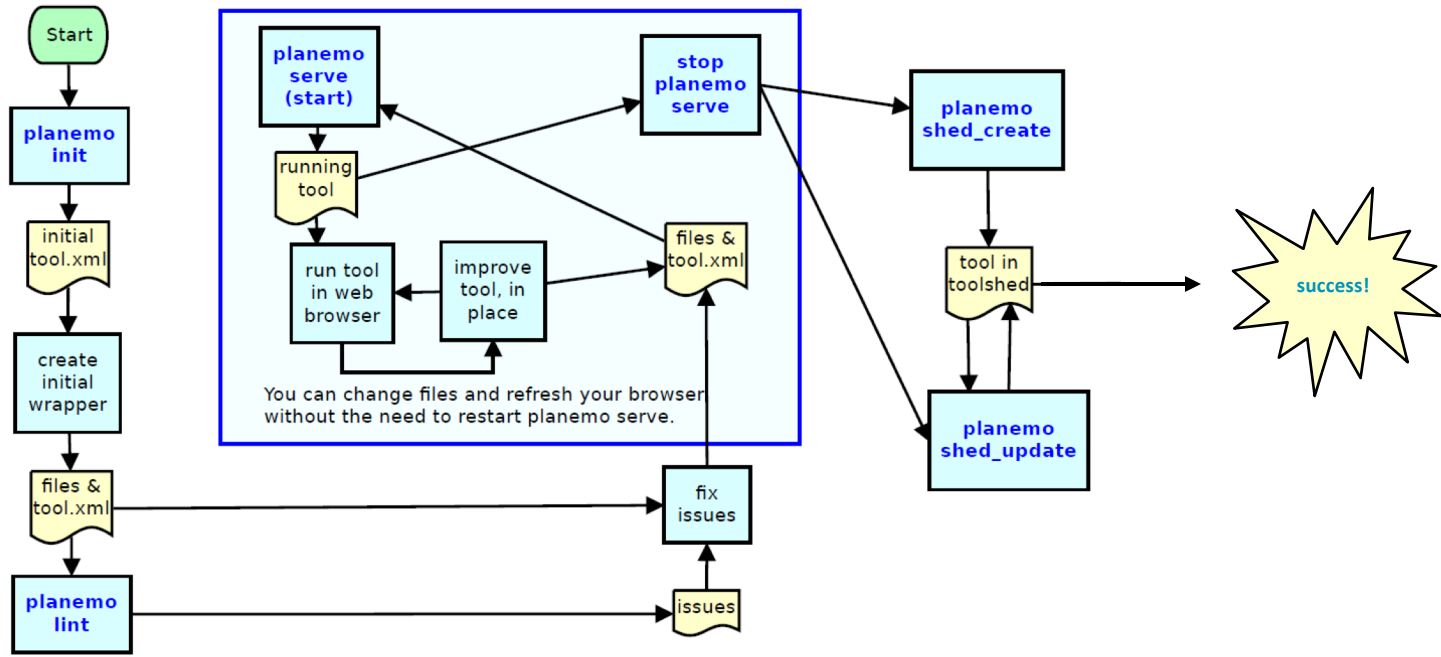 Start
planemo
init
initial
tool.xml
create
initial
wrapper
files &
tool.xml
planemo
lint
planemo
serve
(start)
running
tool
run tool
in web
browser
improve
tool, in
place
stop
planemo
serve
files &
tool.xml
You can change files and refresh your browser
without the need to restart planemo serve.
fix
issues
issues
planemo
shed_create
tool in
toolshed
planemo
shed_update
success!